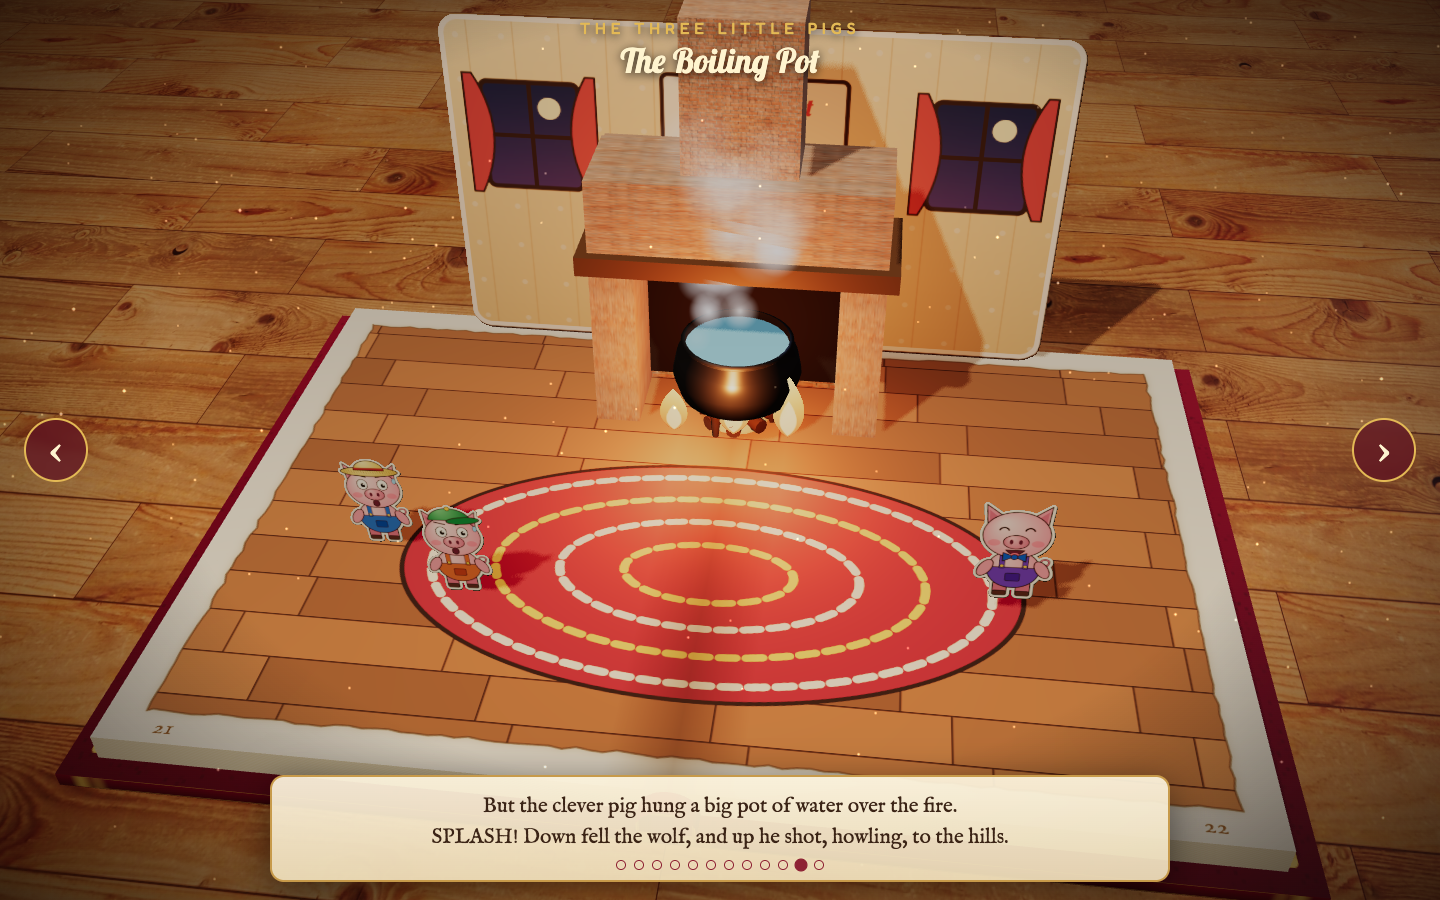 THE THREE LITTLE PIGS
The Boiling Pot
21
22
But the clever pig hung a big pot of water over the fire.
SPLASH! Down fell the wolf, and up he shot, howling, to the hills.